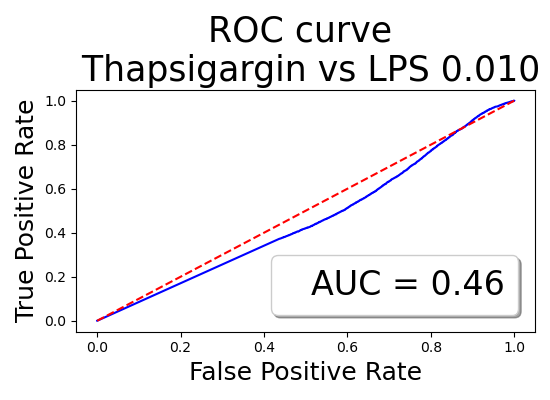 ROC curve
Thapsigargin vs LPS 0.010
True Positive Rate
1.0
0.8
0.6
0.4
0.2
0.0
AUC = 0.46
0.0 0.2 0.4 0.6 0.8 1.0
False Positive Rate